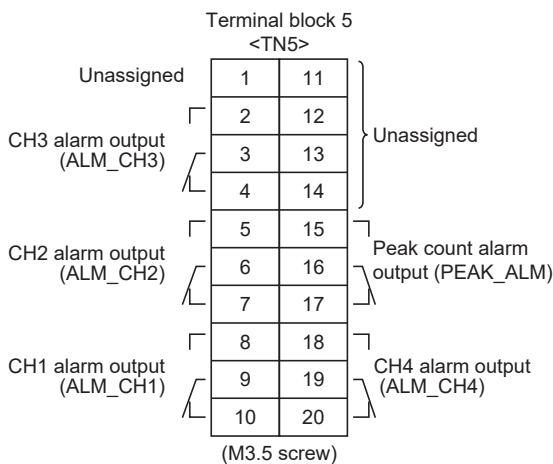 Terminal block 5
<TN5>
Unassigned
1 11
2 12
CH3 alarm output
(ALM_CH3)
3 13
Unassigned
4 14
5 15
CH2 alarm output
(ALM_CH2)
6 16
Peak count alarm
output (PEAK_ALM)
7 17
8 18
CH1 alarm output
(ALM_CH1)
9 19
CH4 alarm output
(ALM_CH4)
10 20
(M3.5 screw)